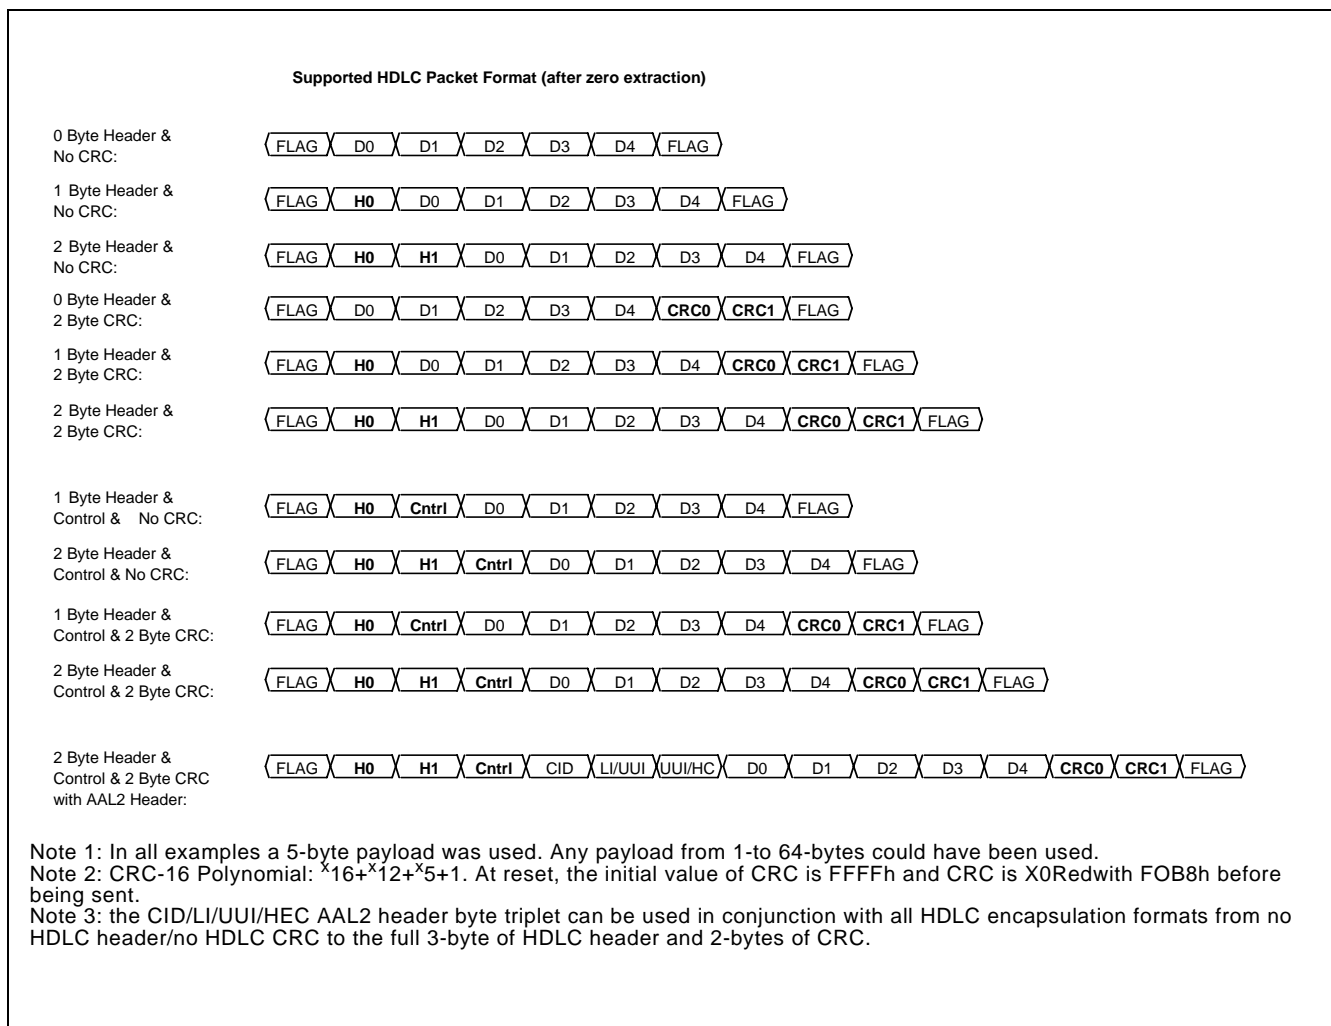 Supported HDLC Packet Format (after zero extraction)
0 Byte Header &
No CRC:
FLAG D0 D1 D2 D3 D4 FLAG
1 Byte Header &
No CRC:
FLAG H0 D0 D1 D2 D3 D4 FLAG
2 Byte Header &
No CRC:
FLAG H0 H1 D0 D1 D2 D3 D4 FLAG
0 Byte Header &
2 Byte CRC:
FLAG D0 D1 D2 D3 D4 CRC0 CRC1 FLAG
1 Byte Header &
2 Byte CRC:
FLAG H0 D0 D1 D2 D3 D4 CRC0 CRC1 FLAG
2 Byte Header &
2 Byte CRC:
FLAG H0 H1 D0 D1 D2 D3 D4 CRC0 CRC1 FLAG
1 Byte Header &
Control & No CRC:
FLAG H0 Cntrl D0 D1 D2 D3 D4 FLAG
2 Byte Header &
Control & No CRC:
FLAG H0 H1 Cntrl D0 D1 D2 D3 D4 FLAG
1 Byte Header &
Control & 2 Byte CRC:
FLAG H0 Cntrl D0 D1 D2 D3 D4 CRC0 CRC1 FLAG
2 Byte Header &
Control & 2 Byte CRC:
FLAG H0 H1 Cntrl D0 D1 D2 D3 D4 CRC0 CRC1 FLAG
2 Byte Header &
Control & 2 Byte CRC
with AAL2 Header:
FLAG H0 H1 Cntrl CID LI/UUI UUI/HC D0 D1 D2 D3 D4 CRC0 CRC1 FLAG
Note 1: In all examples a 5-byte payload was used. Any payload from 1-to 64-bytes could have been used.
Note 2: CRC-16 Polynomial: x16+x12+x5+1. At reset, the initial value of CRC is FFFFh and CRC is X0Redwith FOB8h before
being sent.
Note 3: the CID/LI/UUI/HEC AAL2 header byte triplet can be used in conjunction with all HDLC encapsulation formats from no
HDLC header/no HDLC CRC to the full 3-byte of HDLC header and 2-bytes of CRC.